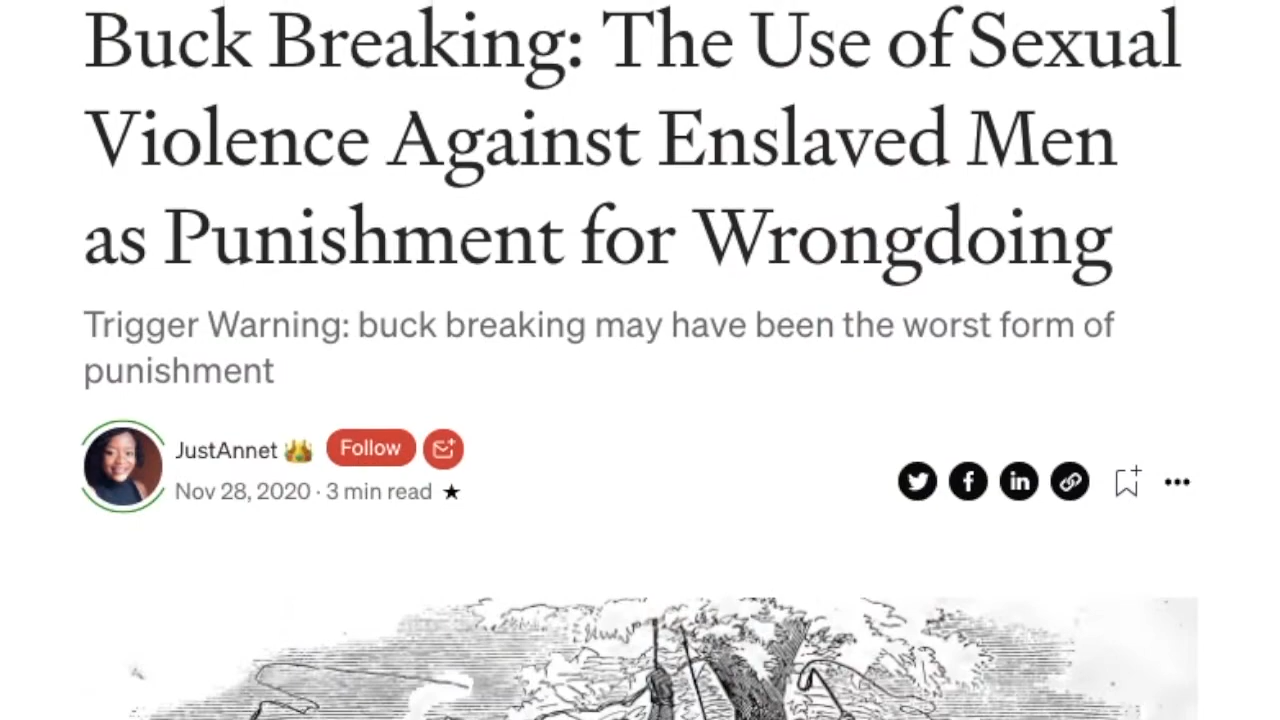 Buck Breaking: The Use of Sexual
Violence Against Enslaved Men
as Punishment for Wrongdoing
Trigger Warning: buck breaking may have been the worst form of
punishment
JustAnnet Follow
Nov 28, 2020 · 3 min read ★